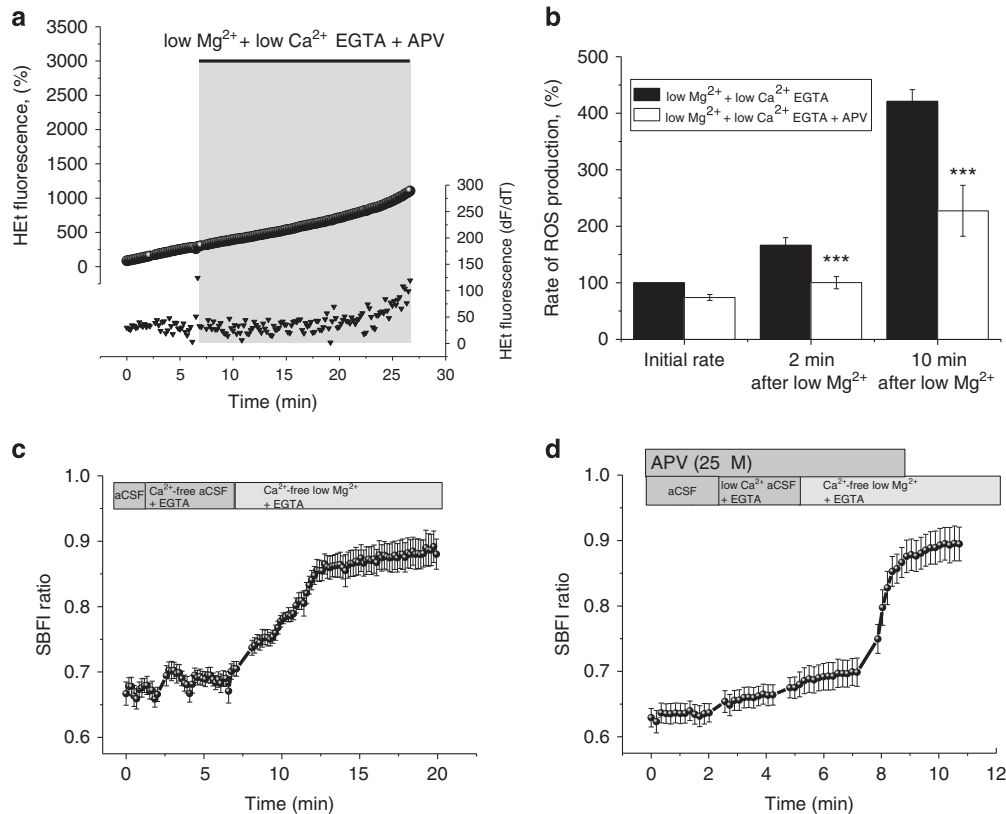 a
low Mg²⁺ + low Ca²⁺ EGTA + APV
HEt fluorescence, (%)
3500
3000
2500
2000
1500
1000
500
0
300
250
200
150
100
50
0
HEt fluorescence (dF/dT)
0 5 10 15 20 25 30
Time (min)
b
Rate of ROS production, (%)
500
400
300
200
100
0
low Mg²⁺ + low Ca²⁺ EGTA
low Mg²⁺ + low Ca²⁺ EGTA + APV
***
***
Initial rate
2 min
after low Mg²⁺
10 min
after low Mg²⁺
c
SBFI ratio
1.0
0.9
0.8
0.7
0.6
aCSF
Ca²⁺-free aCSF
+ EGTA
Ca²⁺-free low Mg²⁺
+ EGTA
0 5 10 15 20
Time (min)
d
SBFI ratio
1.0
0.9
0.8
0.7
0.6
APV (25 M)
aCSF
low Ca²⁺ aCSF
+ EGTA
Ca²⁺-free low Mg²⁺
+ EGTA
0 2 4 6 8 10 12
Time (min)